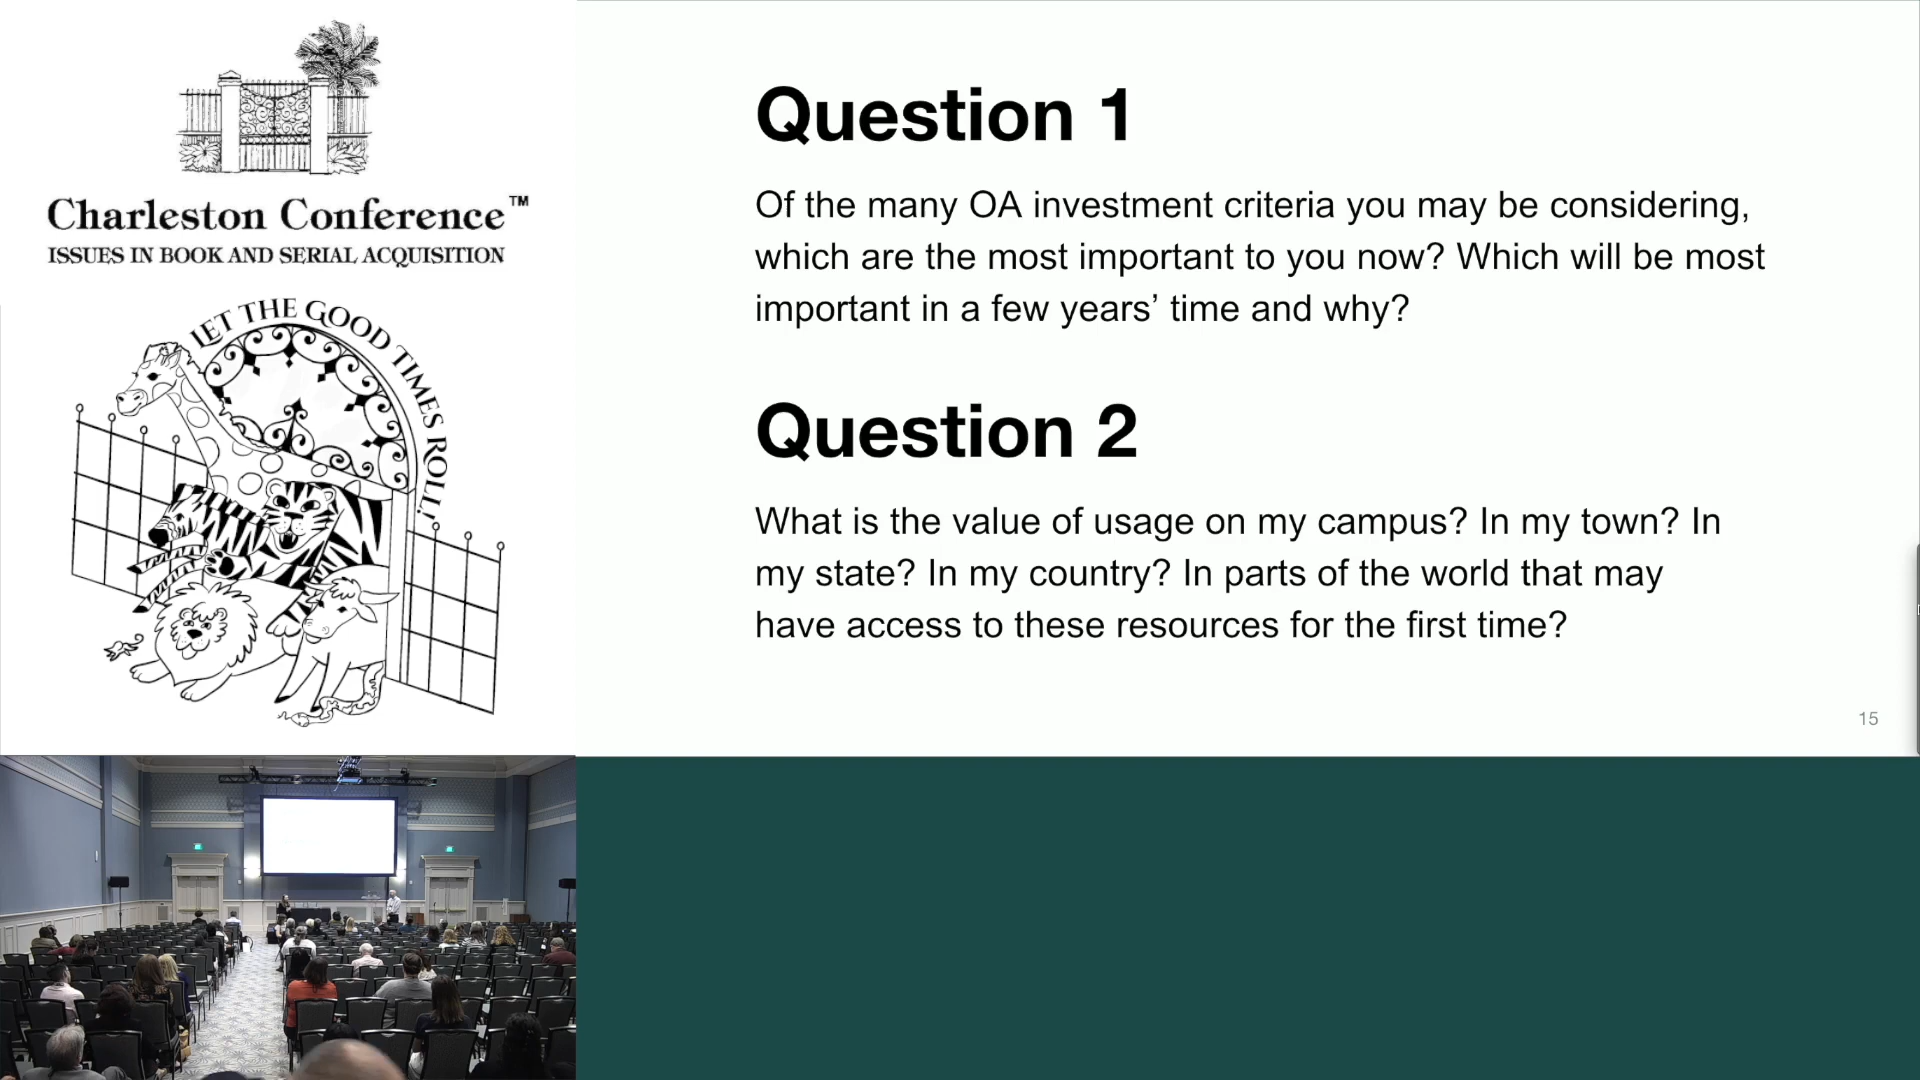 Charleston Conference™
ISSUES IN BOOK AND SERIAL ACQUISITION
LET THE GOOD TIMES ROLL!
Question 1
Of the many OA investment criteria you may be considering,
which are the most important to you now? Which will be most
important in a few years’ time and why?
Question 2
What is the value of usage on my campus? In my town? In
my state? In my country? In parts of the world that may
have access to these resources for the first time?
15